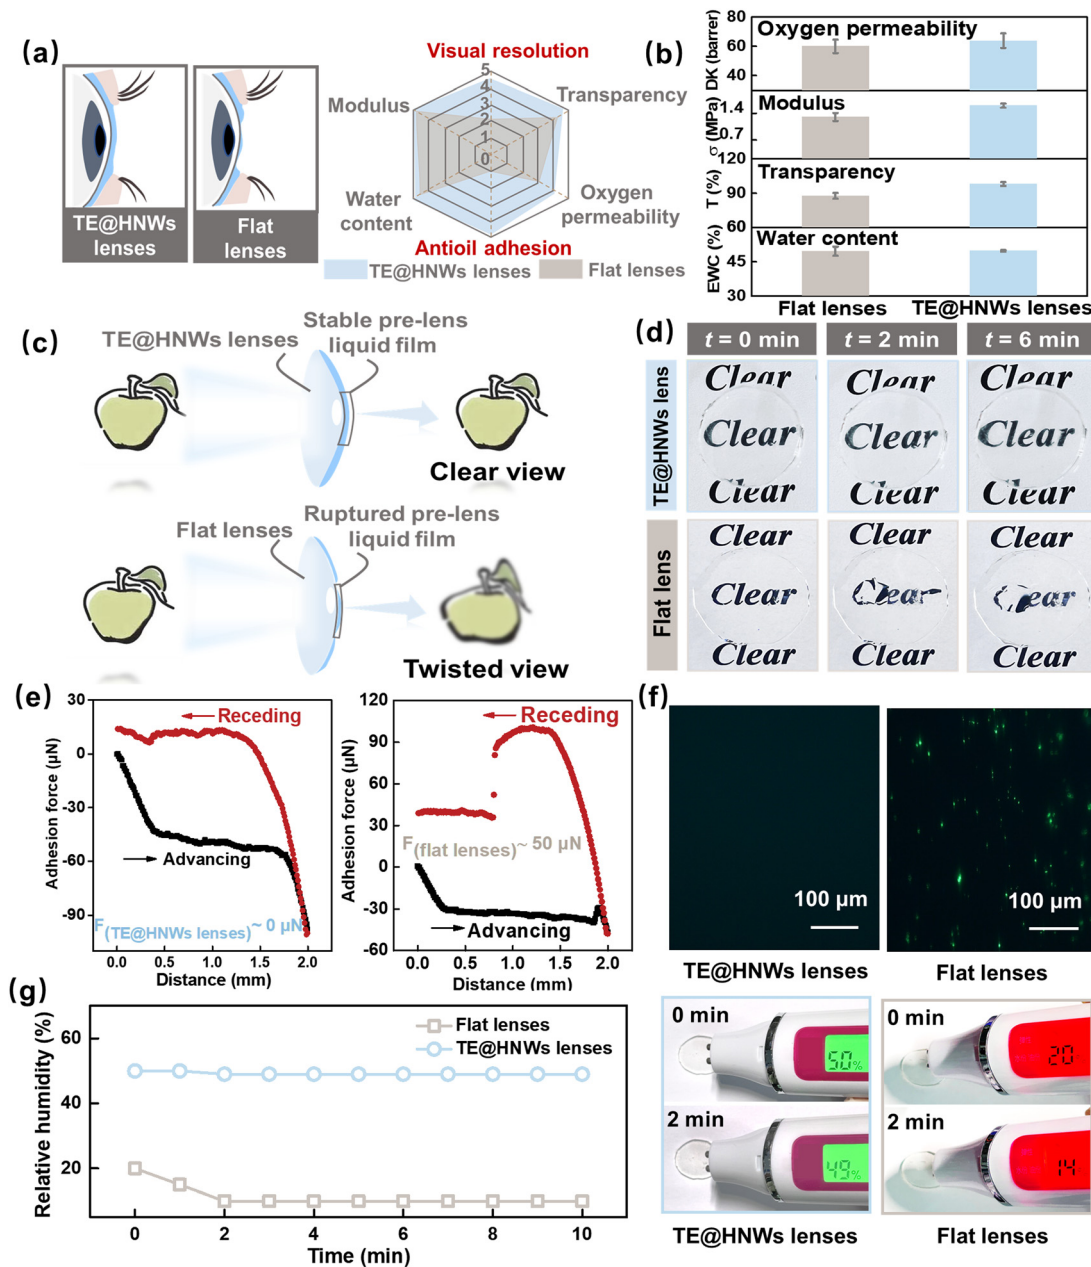 (a)
TE@HNWs
lenses
Flat
lenses
Visual resolution
Modulus
Transparency
5
4
3
2
1
0
Water
content
Oxygen
permeability
Antioil adhesion
TE@HNWs lenses
Flat lenses
(b)
DK (barrer)
80
60
40
Oxygen permeability
σ (MPa)
1.4
0.7
Modulus
T (%)
120
90
60
Transparency
EWC (%)
45
30
Water content
Flat lenses
TE@HNWs lenses
(c)
TE@HNWs lenses
Stable pre-lens
liquid film
Clear view
Flat lenses
Ruptured pre-lens
liquid film
Twisted view
(d)
t = 0 min
t = 2 min
t = 6 min
TE@HNWs lens
Clear
Clear
Clear
Clear
Clear
Clear
Clear
Clear
Clear
Flat lens
Clear
Clear
Clear
Clear
Clear
Clear
Clear
Clear
Clear
(e)
Adhesion force (μN)
30
0
-30
-60
-90
Receding
Advancing
F(TE@HNWs lenses)~ 0 μN
0.0
0.5
1.0
1.5
2.0
Distance (mm)
Adhesion force (μN)
120
90
60
30
0
-30
-60
Receding
F(flat lenses)~ 50 μN
Advancing
0.0
0.5
1.0
1.5
2.0
Distance (mm)
(f)
100 μm
100 μm
TE@HNWs lenses
Flat lenses
(g)
Relative humidity (%)
60
40
20
Flat lenses
TE@HNWs lenses
0
2
4
6
8
10
Time (min)
0 min
50%
2 min
49%
TE@HNWs lenses
0 min
20
2 min
14
Flat lenses